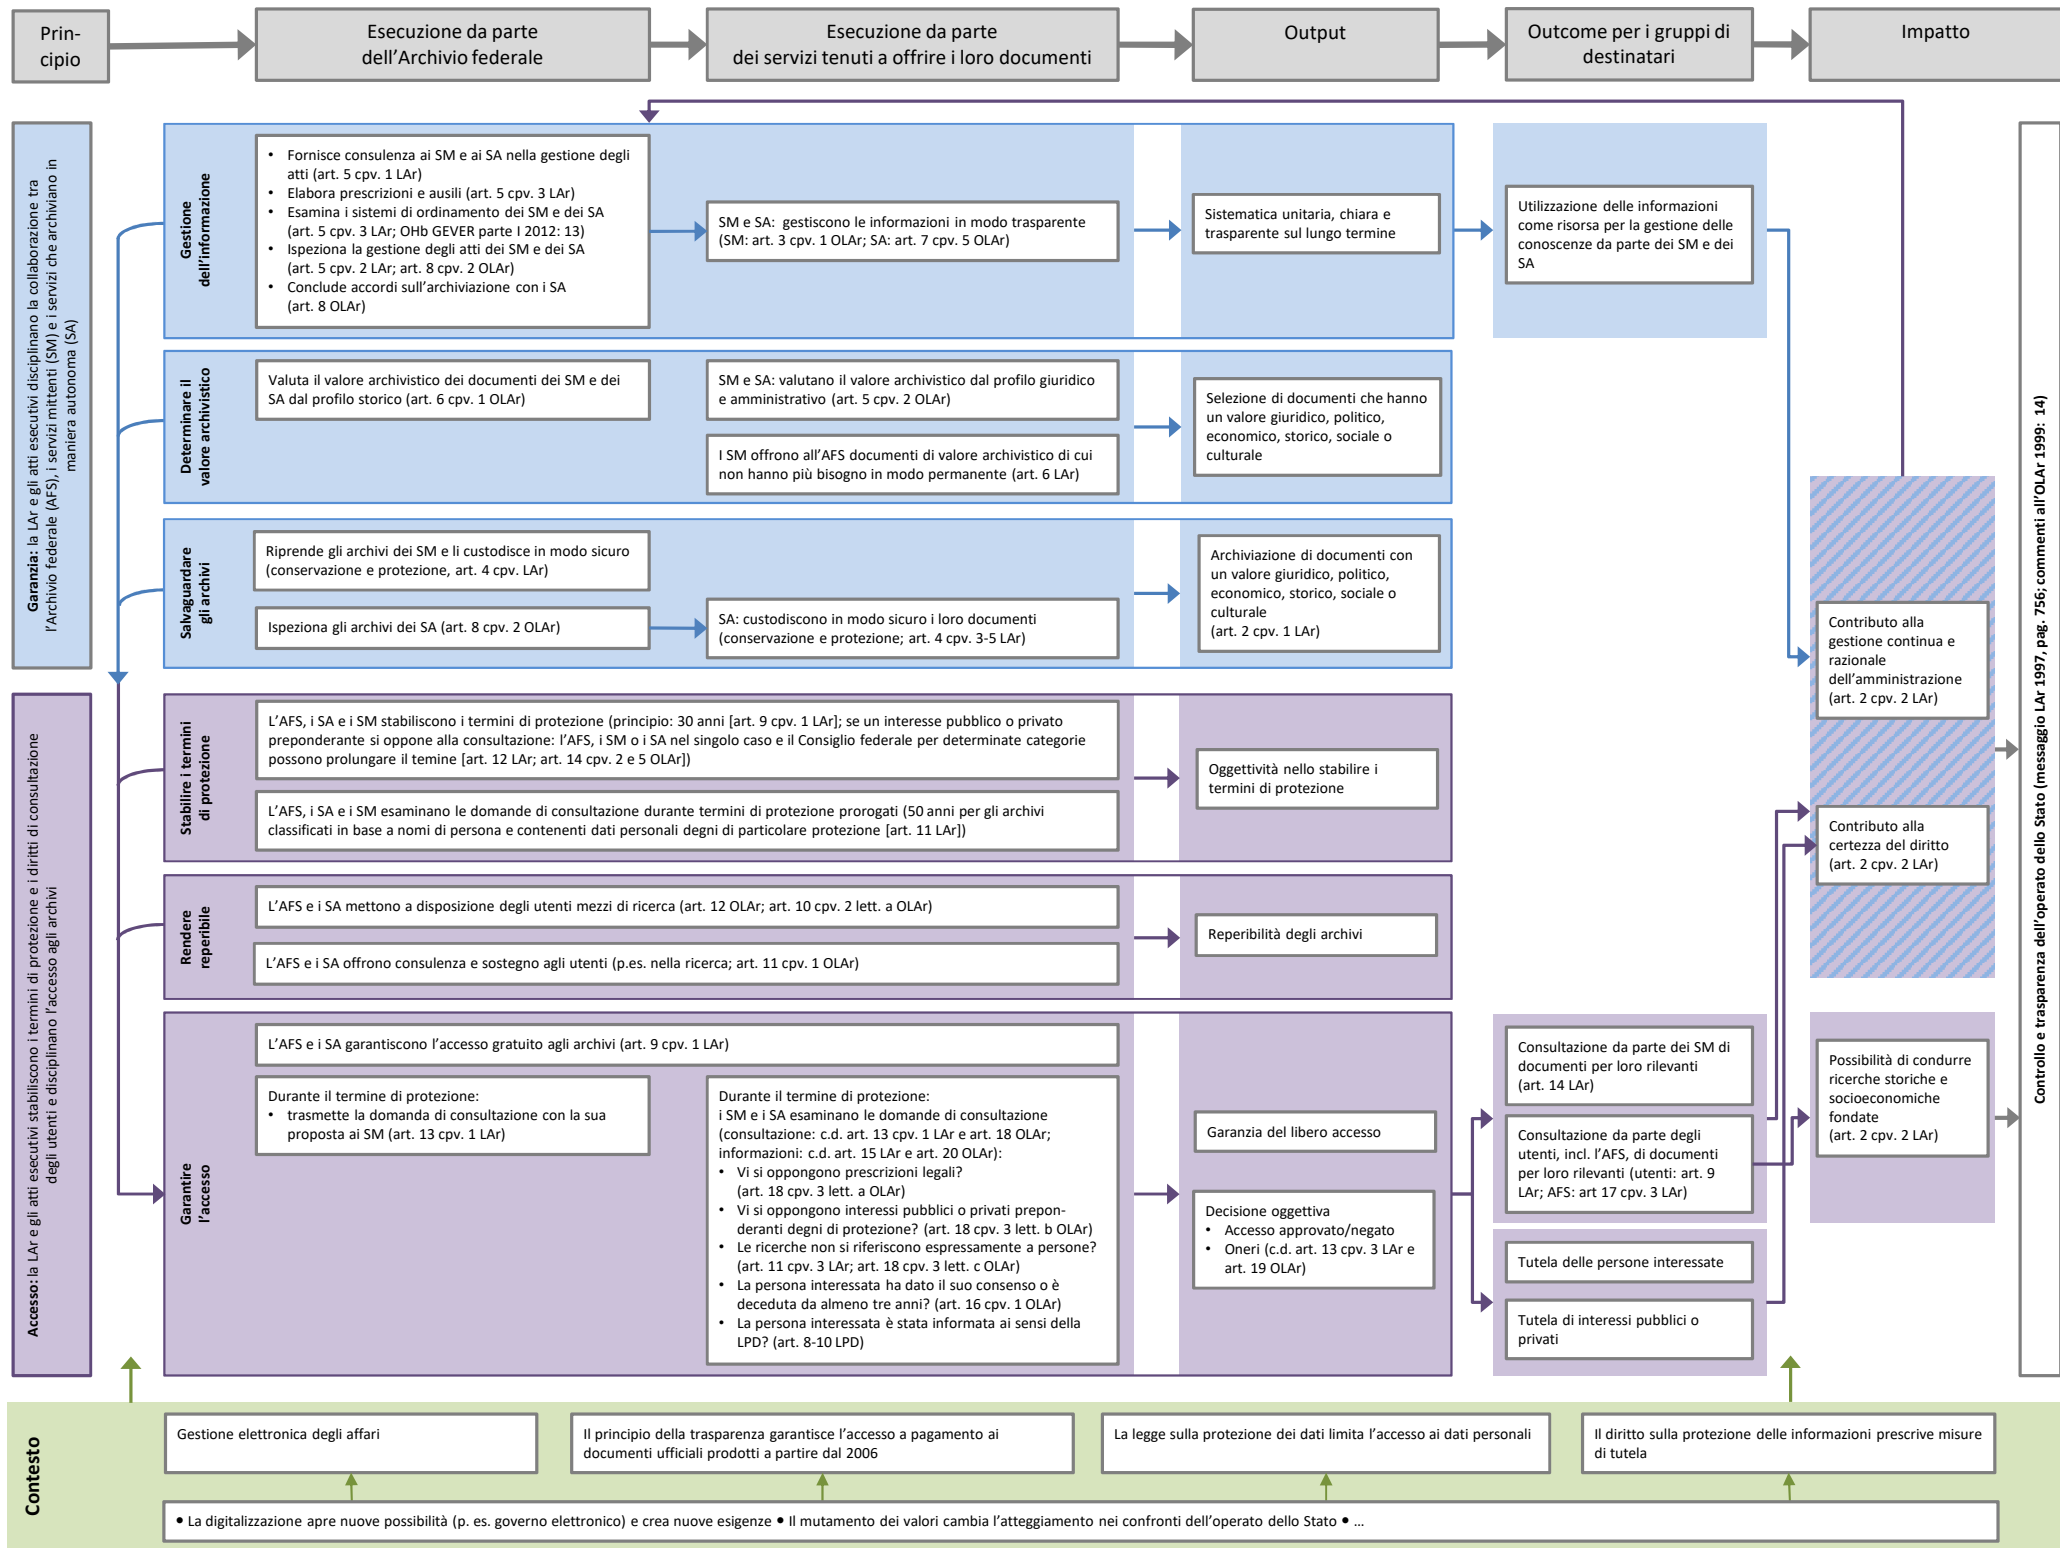 Prin-
cipio
Esecuzione da parte
dell'Archivio federale
Esecuzione da parte
dei servizi tenuti a offrire i loro documenti
Output
Outcome per i gruppi di
destinatari
Impatto
Garanzia: la LAr e gli atti esecutivi disciplinano la collaborazione tra
l'Archivio federale (AFS), i servizi mittenti (SM) e i servizi che archiviano in
maniera autonoma (SA)
Gestione
dell'informazione
• Fornisce consulenza ai SM e ai SA nella gestione degli
atti (art. 5 cpv. 1 LAr)
• Elabora prescrizioni e ausili (art. 5 cpv. 3 LAr)
• Esamina i sistemi di ordinamento dei SM e dei SA
(art. 5 cpv. 3 LAr; OHb GEVER parte I 2012: 13)
• Ispeziona la gestione degli atti dei SM e dei SA
(art. 5 cpv. 2 LAr; art. 8 cpv. 2 OLAr)
• Conclude accordi sull'archiviazione con i SA
(art. 8 OLAr)
SM e SA: gestiscono le informazioni in modo trasparente
(SM: art. 3 cpv. 1 OLAr; SA: art. 7 cpv. 5 OLAr)
Sistematica unitaria, chiara e
trasparente sul lungo termine
Utilizzazione delle informazioni
come risorsa per la gestione delle
conoscenze da parte dei SM e dei
SA
Determinare il
valore archivistico
Valuta il valore archivistico dei documenti dei SM e dei
SA dal profilo storico (art. 6 cpv. 1 OLAr)
SM e SA: valutano il valore archivistico dal profilo giuridico
e amministrativo (art. 5 cpv. 2 OLAr)
I SM offrono all'AFS documenti di valore archivistico di cui
non hanno più bisogno in modo permanente (art. 6 LAr)
Selezione di documenti che hanno
un valore giuridico, politico,
economico, storico, sociale o
culturale
Salvaguardare
gli archivi
Riprende gli archivi dei SM e li custodisce in modo sicuro
(conservazione e protezione, art. 4 cpv. LAr)
Ispeziona gli archivi dei SA (art. 8 cpv. 2 OLAr)
SA: custodiscono in modo sicuro i loro documenti
(conservazione e protezione; art. 4 cpv. 3-5 LAr)
Archiviazione di documenti con
un valore giuridico, politico,
economico, storico, sociale o
culturale
(art. 2 cpv. 1 LAr)
Contributo alla
gestione continua e
razionale
dell'amministrazione
(art. 2 cpv. 2 LAr)
Controllo e trasparenza dell'operato dello Stato (messaggio LAr 1997, pag. 756; commenti all'OLAr 1999: 14)
Accesso: la LAr e gli atti esecutivi stabiliscono i termini di protezione e i diritti di consultazione
degli utenti e disciplinano l'accesso agli archivi
Stabilire i termini
di protezione
L'AFS, i SA e i SM stabiliscono i termini di protezione (principio: 30 anni [art. 9 cpv. 1 LAr]; se un interesse pubblico o privato
preponderante si oppone alla consultazione: l'AFS, i SM o i SA nel singolo caso e il Consiglio federale per determinate categorie
possono prolungare il temine [art. 12 LAr; art. 14 cpv. 2 e 5 OLAr])
L'AFS, i SA e i SM esaminano le domande di consultazione durante termini di protezione prorogati (50 anni per gli archivi
classificati in base a nomi di persona e contenenti dati personali degni di particolare protezione [art. 11 LAr])
Oggettività nello stabilire i
termini di protezione
Contributo alla
certezza del diritto
(art. 2 cpv. 2 LAr)
Rendere
reperibile
L'AFS e i SA mettono a disposizione degli utenti mezzi di ricerca (art. 12 OLAr; art. 10 cpv. 2 lett. a OLAr)
L'AFS e i SA offrono consulenza e sostegno agli utenti (p.es. nella ricerca; art. 11 cpv. 1 OLAr)
Reperibilità degli archivi
Garantire
l'accesso
L'AFS e i SA garantiscono l'accesso gratuito agli archivi (art. 9 cpv. 1 LAr)
Durante il termine di protezione:
• trasmette la domanda di consultazione con la sua
proposta ai SM (art. 13 cpv. 1 LAr)
Durante il termine di protezione:
i SM e i SA esaminano le domande di consultazione
(consultazione: c.d. art. 13 cpv. 1 LAr e art. 18 OLAr;
informazioni: c.d. art. 15 LAr e art. 20 OLAr):
• Vi si oppongono prescrizioni legali?
(art. 18 cpv. 3 lett. a OLAr)
• Vi si oppongono interessi pubblici o privati prepon-
deranti degni di protezione? (art. 18 cpv. 3 lett. b OLAr)
• Le ricerche non si riferiscono espressamente a persone?
(art. 11 cpv. 3 LAr; art. 18 cpv. 3 lett. c OLAr)
• La persona interessata ha dato il suo consenso o è
deceduta da almeno tre anni? (art. 16 cpv. 1 OLAr)
• La persona interessata è stata informata ai sensi della
LPD? (art. 8-10 LPD)
Garanzia del libero accesso
Decisione oggettiva
• Accesso approvato/negato
• Oneri (c.d. art. 13 cpv. 3 LAr e
art. 19 OLAr)
Consultazione da parte dei SM di
documenti per loro rilevanti
(art. 14 LAr)
Consultazione da parte degli
utenti, incl. l'AFS, di documenti
per loro rilevanti (utenti: art. 9
LAr; AFS: art 17 cpv. 3 LAr)
Tutela delle persone interessate
Tutela di interessi pubblici o
privati
Possibilità di condurre
ricerche storiche e
socioeconomiche
fondate
(art. 2 cpv. 2 LAr)
Contesto
Gestione elettronica degli affari
Il principio della trasparenza garantisce l'accesso a pagamento ai
documenti ufficiali prodotti a partire dal 2006
La legge sulla protezione dei dati limita l'accesso ai dati personali
Il diritto sulla protezione delle informazioni prescrive misure
di tutela
• La digitalizzazione apre nuove possibilità (p. es. governo elettronico) e crea nuove esigenze • Il mutamento dei valori cambia l'atteggiamento nei confronti dell'operato dello Stato • …